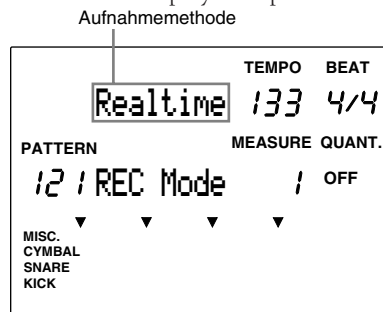 Aufnahmemethode
TEMPO BEAT
Realtime 133 4/4
PATTERN MEASURE QUANT.
121 REC Mode 1 OFF
MISC.
CYMBAL
SNARE
KICK